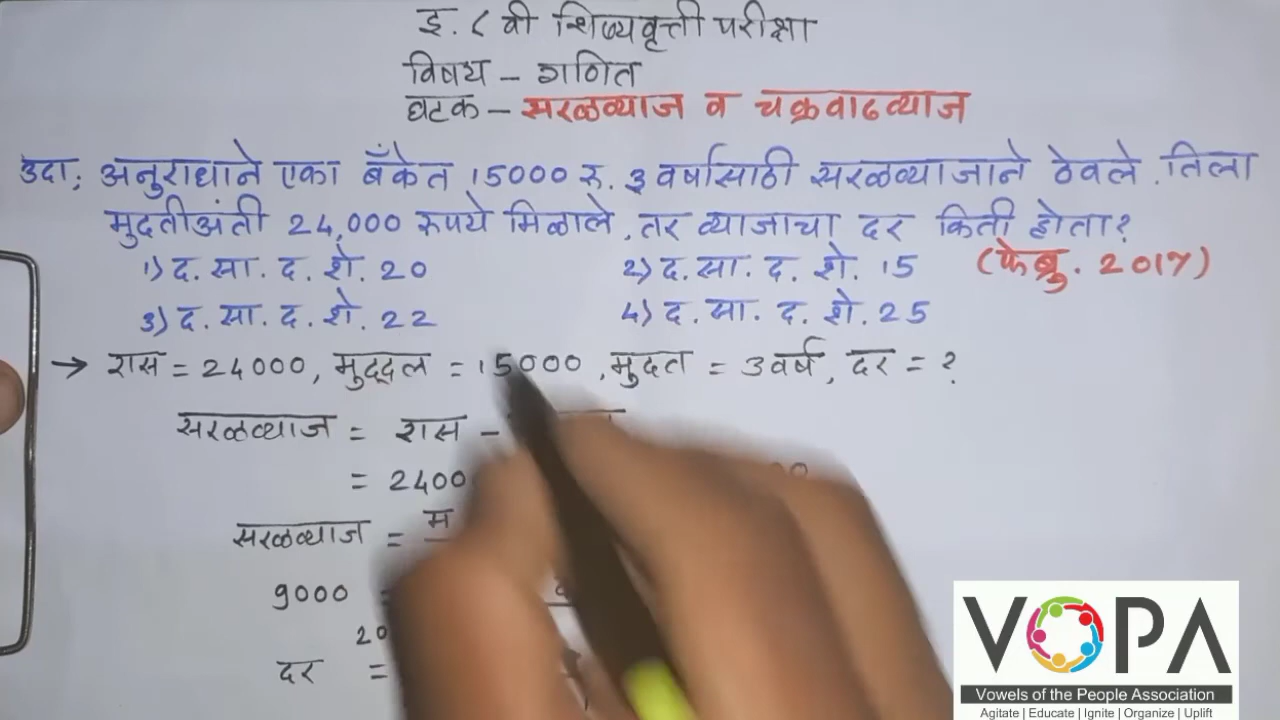 इ. ८ वी शिष्यवृत्ती परीक्षा
विषय – गणित
घटक – सरळव्याज व चक्रवाढव्याज
उदा; अनुराधाने एका बँकेत 15000 रु. 3 वर्षासाठी सरळव्याजाने ठेवले. तिला
मुदतीअंती 24,000 रुपये मिळाले, तर व्याजाचा दर किती होता?
1) द. सा. द. शे. 20 2) द. सा. द. शे. 15 (फेब्रु. 2017)
3) द. सा. द. शे. 22 4) द. सा. द. शे. 25
→ रास = 24000, मुद्दल = 15000, मुदत = 3 वर्ष, दर = ?
सरळव्याज = रास –
= 2400
सरळव्याज = म
9000 =
20
दर =
VOPA
Vowels of the People Association
Agitate | Educate | Ignite | Organize | Uplift